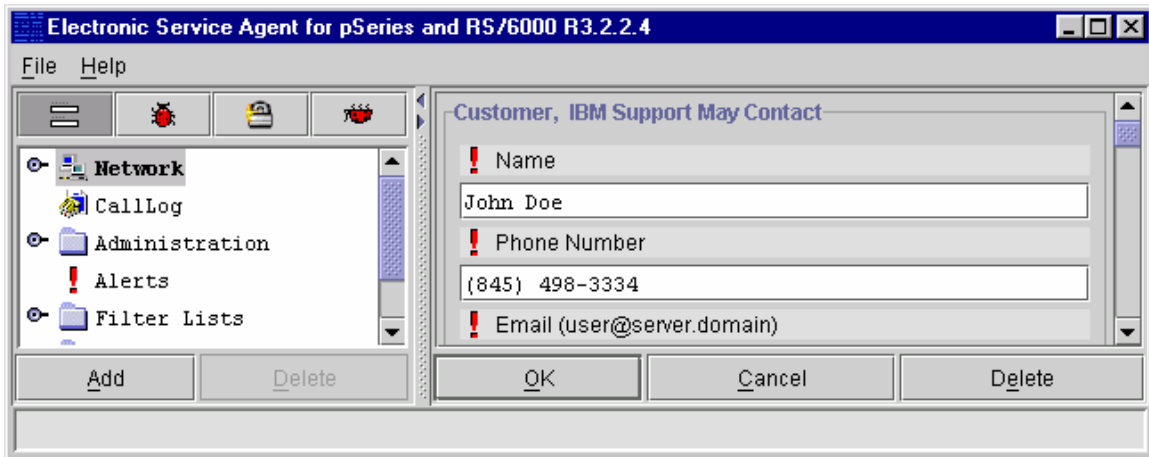 Electronic Service Agent for pSeries and RS/6000 R3.2.2.4
File Help
Network
CallLog
Administration
Alerts
Filter Lists
Add Delete
Customer, IBM Support May Contact
Name
John Doe
Phone Number
(845) 498-3334
Email (user@server.domain)
OK Cancel Delete